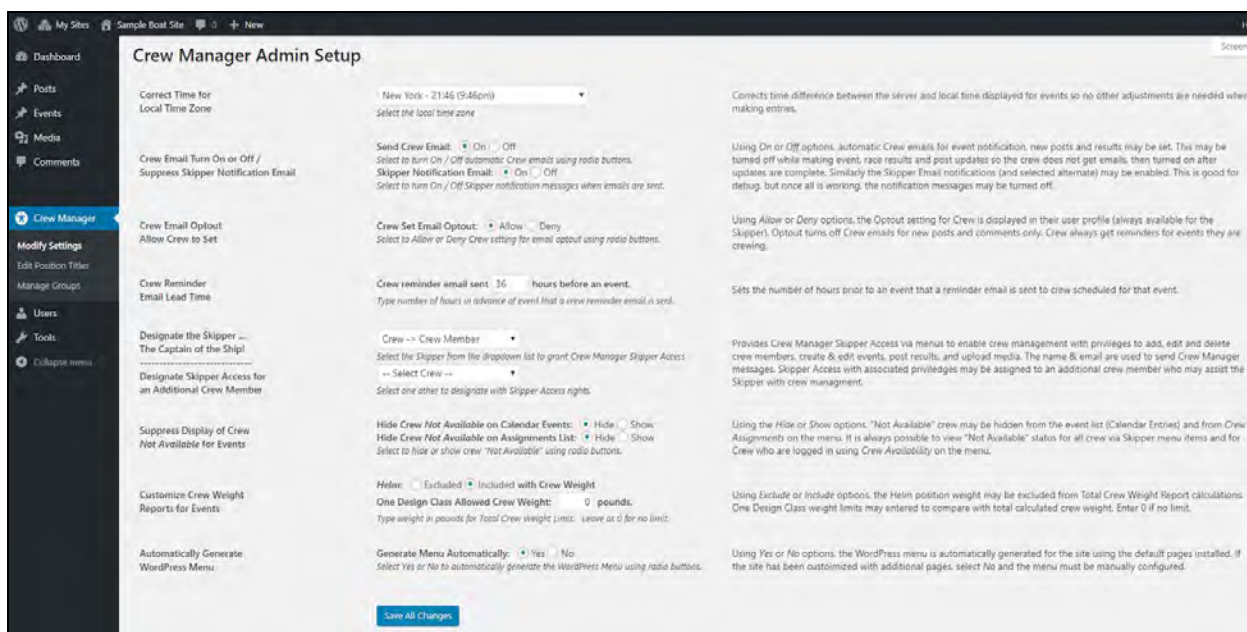 My Sites Sample Boat Site 0 + New
Screen
Dashboard
Posts
Events
Media
Comments
Crew Manager
Modify Settings
Edit Position Titles
Manage Groups
Users
Tools
Collapse menu
Crew Manager Admin Setup
Correct Time for
Local Time Zone
New York - 21:46 (9:46pm)
Select the local time zone
Corrects time difference between the server and local time displayed for events so no other adjustments are needed when
making entries.
Crew Email Turn On or Off /
Suppress Skipper Notification Email
Send Crew Email: On Off
Select to turn On / Off automatic Crew emails using radio buttons.
Skipper Notification Email: On Off
Select to turn On / Off Skipper notification messages when emails are sent.
Using On or Off options, automatic Crew emails for event notification, new posts and results may be set. This may be
turned off while making event, race results and post updates so the crew does not get emails, then turned on after
updates are complete. Similarly the Skipper Email notifications (and selected alternate) may be enabled. This is good for
debug, but once all is working, the notification messages may be turned off.
Crew Email Optout
Allow Crew to Set
Crew Set Email Optout: Allow Deny
Select to Allow or Deny Crew setting for email optout using radio buttons.
Using Allow or Deny options, the Optout setting for Crew is displayed in their user profile (always available for the
Skipper). Optout turns off Crew emails for new posts and comments only. Crew always get reminders for events they are
crewing.
Crew Reminder
Email Lead Time
Crew reminder email sent 36 hours before an event.
Type number of hours in advance of event that a crew reminder email is sent.
Sets the number of hours prior to an event that a reminder email is sent to crew scheduled for that event.
Designate the Skipper ...
The Captain of the Ship!
------------------------
Designate Skipper Access for
an Additional Crew Member
Crew -> Crew Member
Select the Skipper from the dropdown list to grant Crew Manager Skipper Access
-- Select Crew --
Select one other to designate with Skipper Access rights.
Provides Crew Manager Skipper Access via menus to enable crew management with privileges to add, edit and delete
crew members, create & edit events, post results, and upload media. The name & email are used to send Crew Manager
messages. Skipper Access with associated priviledges may be assigned to an additional crew member who may assist the
Skipper with crew managment.
Suppress Display of Crew
Not Available for Events
Hide Crew Not Available on Calendar Events: Hide Show
Hide Crew Not Available on Assignments List: Hide Show
Select to hide or show crew "Not Available" using radio buttons.
Using the Hide or Show options, "Not Available" crew may be hidden from the event list (Calendar Entries) and from Crew
Assignments on the menu. It is always possible to view "Not Available" status for all crew via Skipper menu items and for
Crew who are logged in using Crew Availability on the menu.
Customize Crew Weight
Reports for Events
Helm: Excluded Included with Crew Weight
One Design Class Allowed Crew Weight: 0 pounds.
Type weight in pounds for Total Crew Weight Limit. Leave as 0 for no limit.
Using Exclude or Include options, the Helm position weight may be excluded from Total Crew Weight Report calculations.
One Design Class weight limits may entered to compare with total calculated crew weight. Enter 0 if no limit.
Automatically Generate
WordPress Menu
Generate Menu Automatically: Yes No
Select Yes or No to automatically generate the WordPress Menu using radio buttons.
Using Yes or No options, the WordPress menu is automatically generated for the site using the default pages installed. If
the site has been custoimized with additional pages, select No and the menu must be manually configured.
Save All Changes